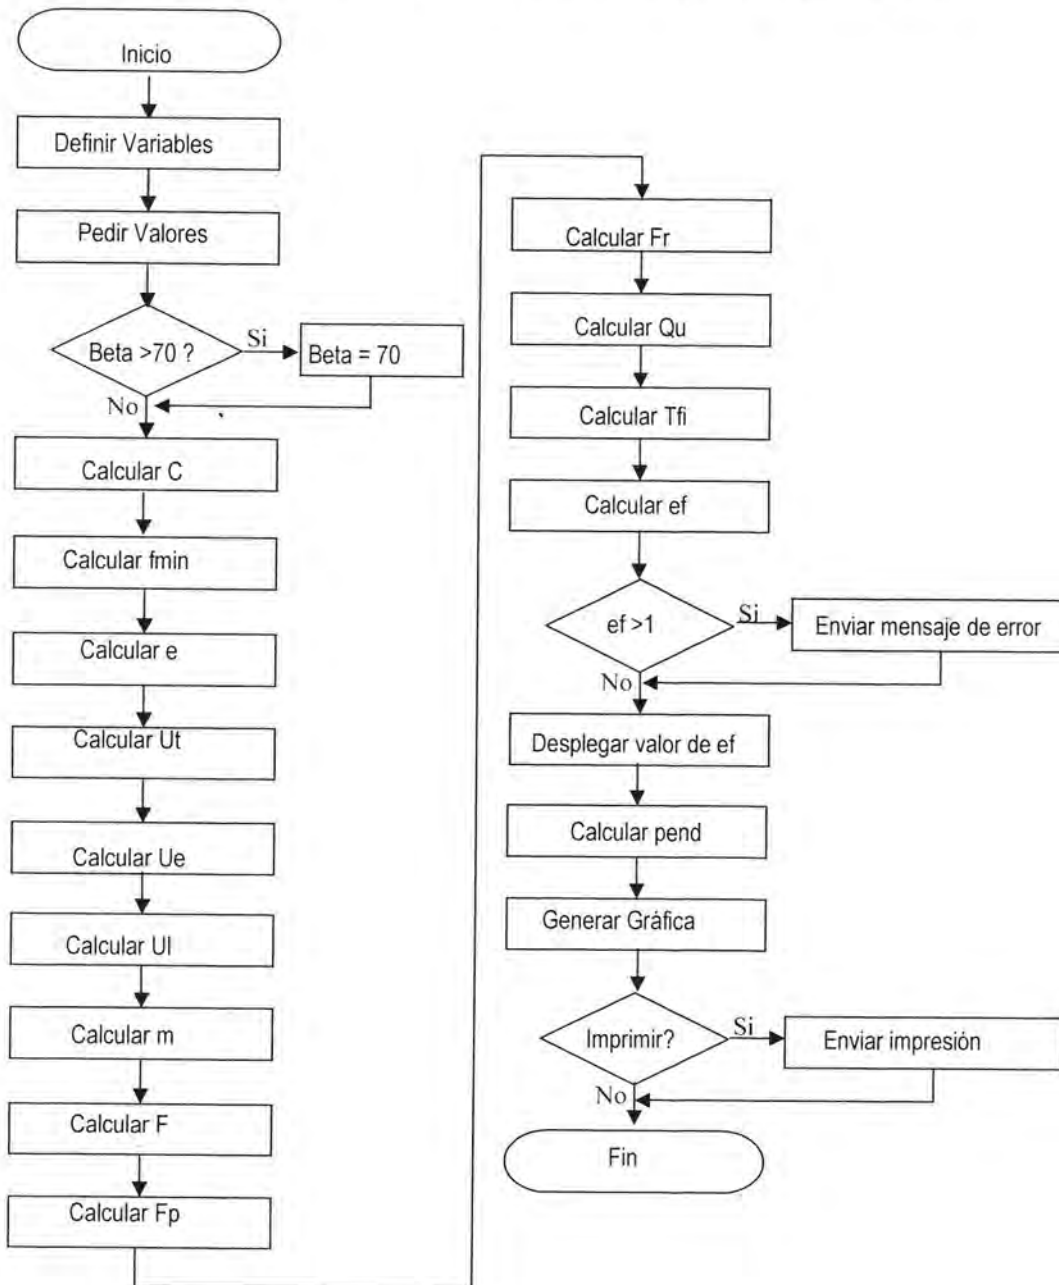 Inicio
Definir Variables
Pedir Valores
Beta >70 ?
Si
Beta = 70
No
Calcular C
Calcular fmin
Calcular e
Calcular Ut
Calcular Ue
Calcular Ul
Calcular m
Calcular F
Calcular Fp
Calcular Fr
Calcular Qu
Calcular Tfi
Calcular ef
ef >1
Si
Enviar mensaje de error
No
Desplegar valor de ef
Calcular pend
Generar Gráfica
Imprimir?
Si
Enviar impresión
No
Fin